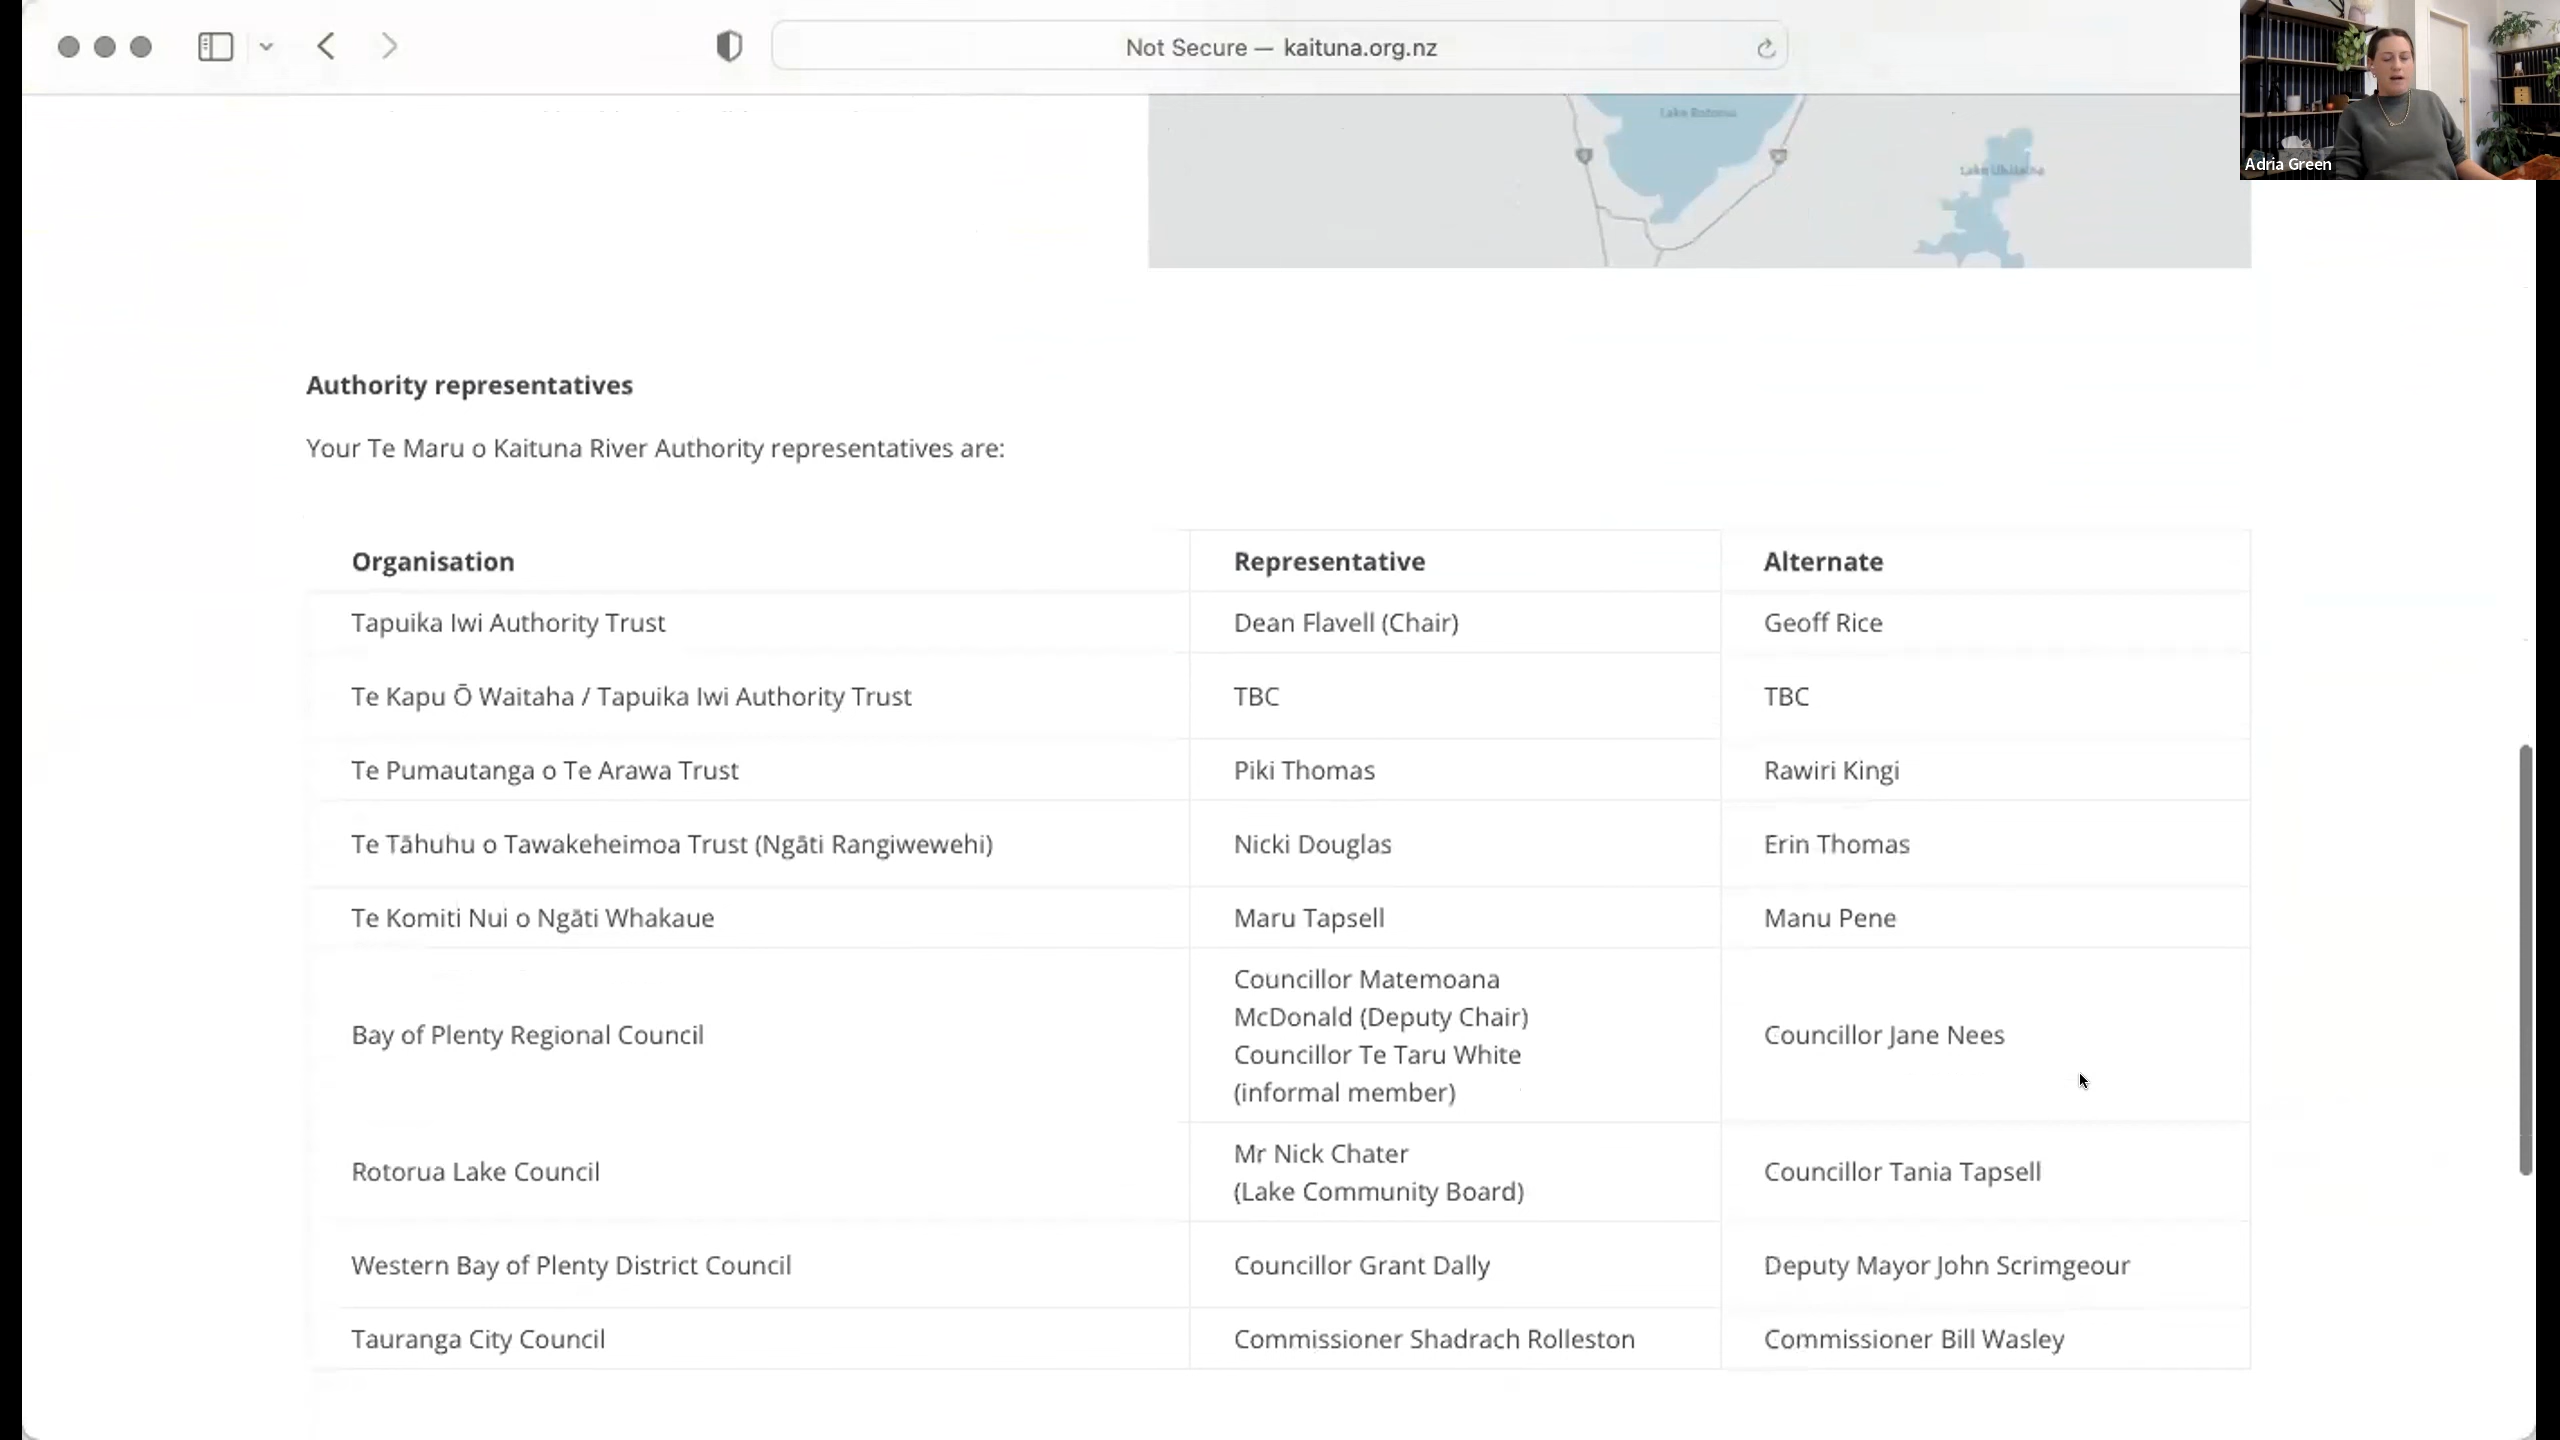 Not Secure — kaituna.org.nz
Adria Green
Lake Rotorua
Authority representatives
Your Te Maru o Kaituna River Authority representatives are:
Organisation Representative Alternate
Tapuika Iwi Authority Trust Dean Flavell (Chair) Geoff Rice
Te Kapu Ō Waitaha / Tapuika Iwi Authority Trust TBC TBC
Te Pumautanga o Te Arawa Trust Piki Thomas Rawiri Kingi
Te Tāhuhu o Tawakeheimoa Trust (Ngāti Rangiwewehi) Nicki Douglas Erin Thomas
Te Komiti Nui o Ngāti Whakaue Maru Tapsell Manu Pene
Bay of Plenty Regional Council
Councillor Matemoana
McDonald (Deputy Chair)
Councillor Te Taru White
(informal member)
Councillor Jane Nees
Rotorua Lake Council
Mr Nick Chater
(Lake Community Board)
Councillor Tania Tapsell
Western Bay of Plenty District Council Councillor Grant Dally Deputy Mayor John Scrimgeour
Tauranga City Council Commissioner Shadrach Rolleston Commissioner Bill Wasley